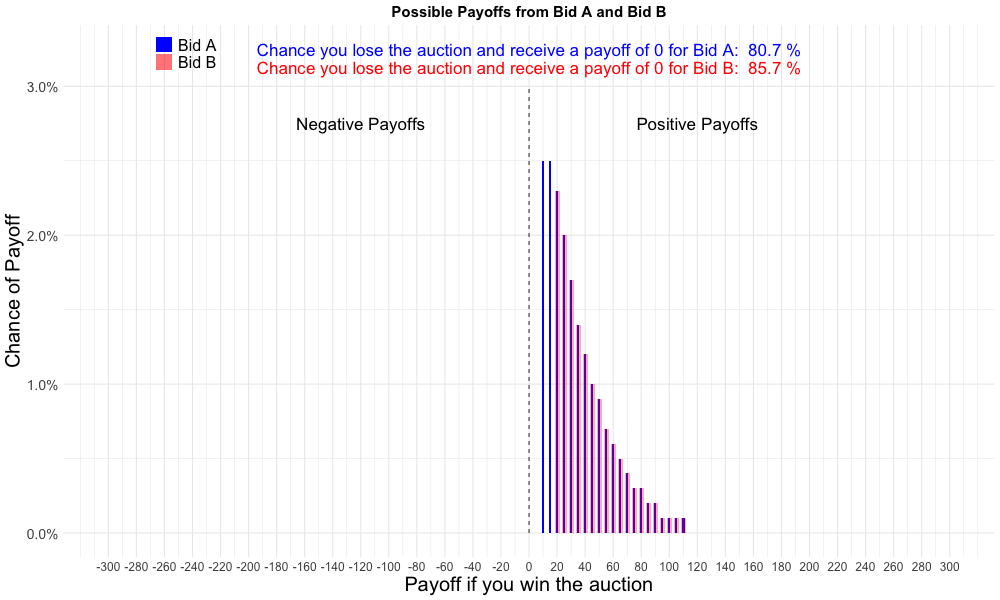 Possible Payoffs from Bid A and Bid B
Bid A
Bid B
Chance you lose the auction and receive a payoff of 0 for Bid A: 80.7 %
Chance you lose the auction and receive a payoff of 0 for Bid B: 85.7 %
3.0%
Negative Payoffs
Positive Payoffs
2.0%
1.0%
0.0%
Chance of Payoff
-300 -280 -260 -240 -220 -200 -180 -160 -140 -120 -100 -80 -60 -40 -20 0 20 40 60 80 100 120 140 160 180 200 220 240 260 280 300
Payoff if you win the auction